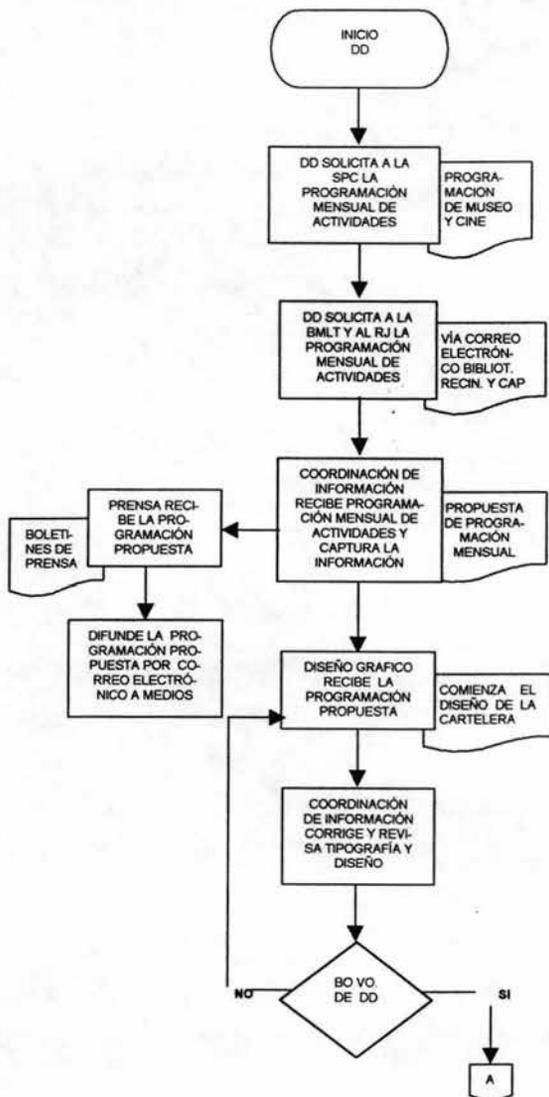 INICIO
DD
DD SOLICITA A LA
SPC LA
PROGRAMACIÓN
MENSUAL DE
ACTIVIDADES
PROGRA-
MACION
DE MUSEO
Y CINE
DD SOLICITA A LA
BMLT Y AL RJ LA
PROGRAMACIÓN
MENSUAL DE
ACTIVIDADES
VÍA CORREO
ELECTRÓN-
CO BIBLIOT.
RECIN. Y CAP
COORDINACIÓN DE
INFORMACIÓN
RECIBE PROGRAMA-
CIÓN MENSUAL DE
ACTIVIDADES Y
CAPTURA LA
INFORMACIÓN
PROPUESTA
DE PROGRA-
MACIÓN
MENSUAL
PRENSA RECI-
BE LA PRO-
GRAMACIÓN
PROPUESTA
BOLETI-
NES DE
PRENSA
DIFUNDE LA PRO-
GRAMACIÓN PRO-
PUESTA POR CO-
RREO ELECTRÓ-
NICO A MEDIOS
DISEÑO GRAFICO
RECIBE LA
PROGRAMACIÓN
PROPUESTA
COMIENZA EL
DISEÑO DE LA
CARTELERA
COORDINACIÓN
DE INFORMACIÓN
CORRIGE Y REVI-
SA TIPOGRAFÍA Y
DISEÑO
BO VO.
DE DD
NO
SI
A